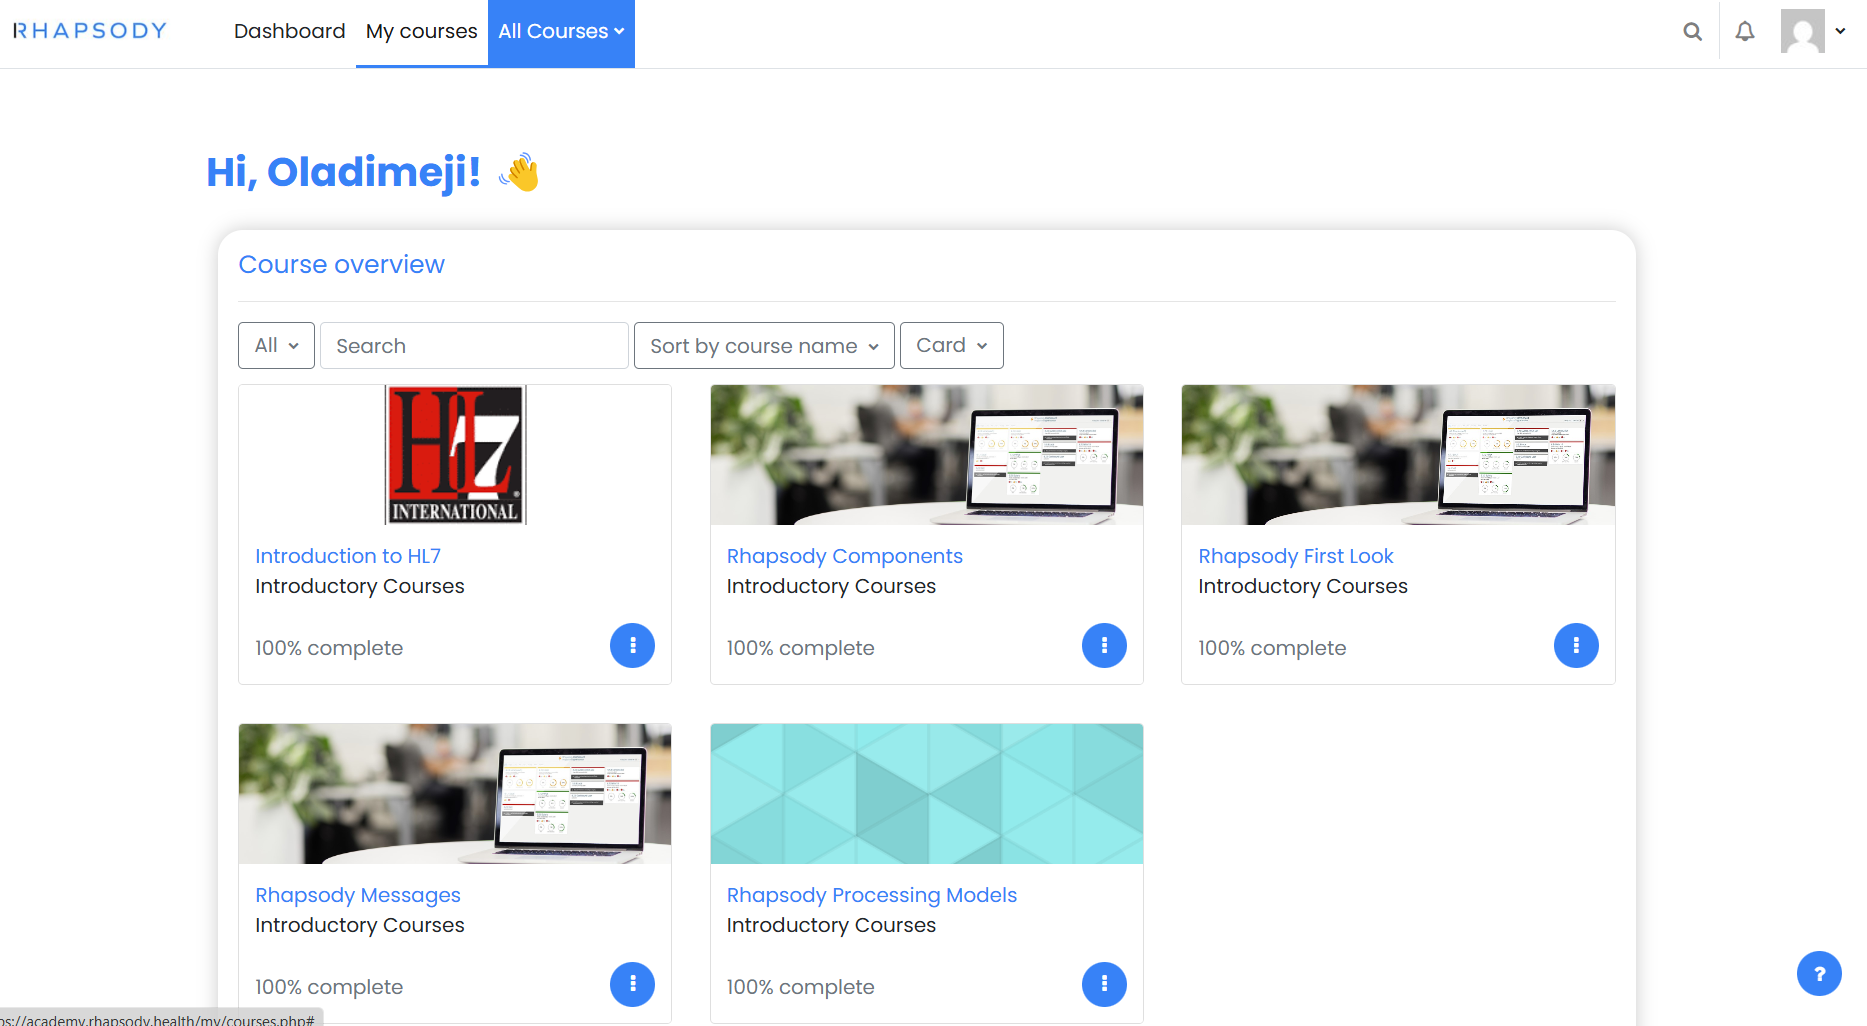 RHAPSODY
Dashboard
My courses
All Courses
Hi, Oladimeji! 👋
Course overview
All
Search
Sort by course name
Card
HL7
INTERNATIONAL
Introduction to HL7
Introductory Courses
100% complete
Rhapsody Components
Introductory Courses
100% complete
Rhapsody First Look
Introductory Courses
100% complete
Rhapsody Messages
Introductory Courses
100% complete
Rhapsody Processing Models
Introductory Courses
100% complete
?
ps://academy.rhapsody.health/my/courses.php#